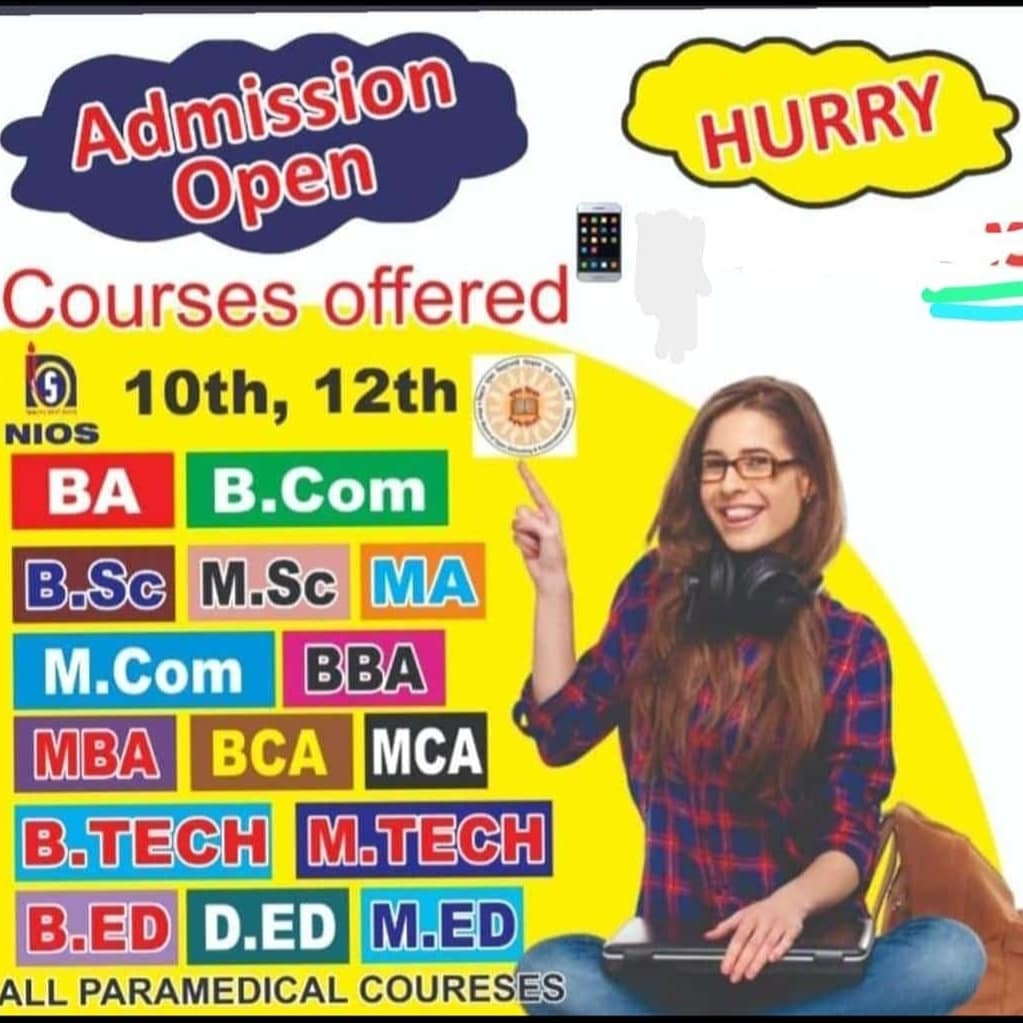 Admission
Open
HURRY
Courses offered
NIOS
10th, 12th
BA B.Com
B.Sc M.Sc MA
M.Com BBA
MBA BCA MCA
B.TECH M.TECH
B.ED D.ED M.ED
ALL PARAMEDICAL COURESES